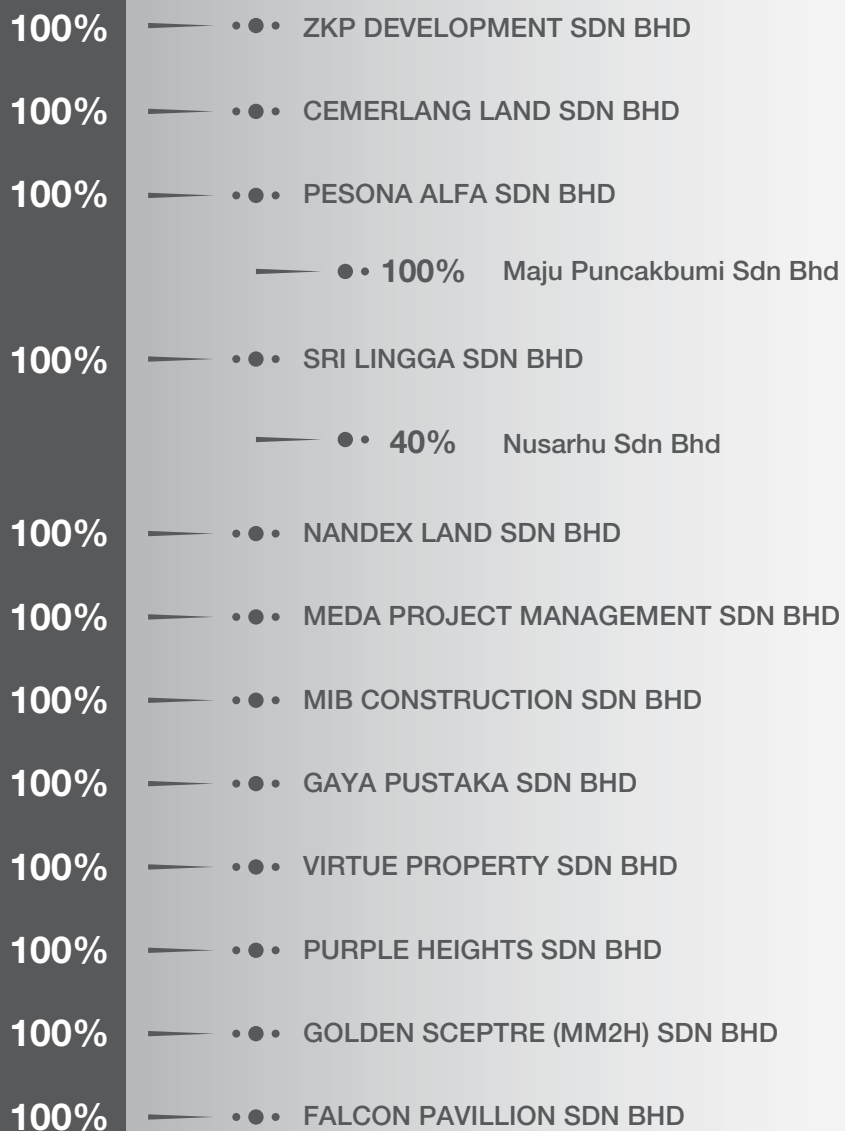 100% ZKP DEVELOPMENT SDN BHD
100% CEMERLANG LAND SDN BHD
100% PESONA ALFA SDN BHD
100% Maju Puncakbumi Sdn Bhd
100% SRI LINGGA SDN BHD
40% Nusarhu Sdn Bhd
100% NANDEX LAND SDN BHD
100% MEDA PROJECT MANAGEMENT SDN BHD
100% MIB CONSTRUCTION SDN BHD
100% GAYA PUSTAKA SDN BHD
100% VIRTUE PROPERTY SDN BHD
100% PURPLE HEIGHTS SDN BHD
100% GOLDEN SCEPTRE (MM2H) SDN BHD
100% FALCON PAVILLION SDN BHD